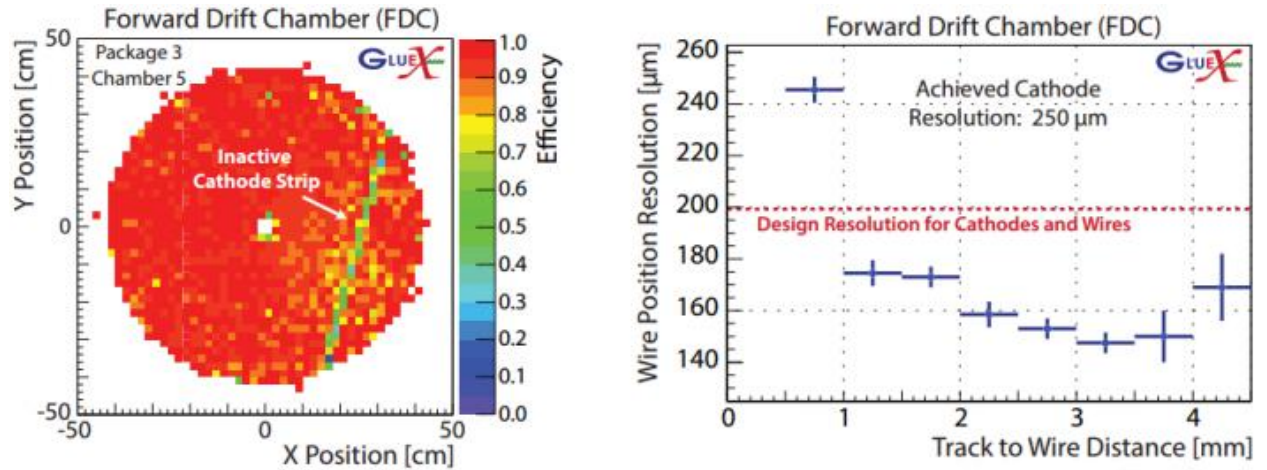 Forward Drift Chamber (FDC)
Package 3
Chamber 5
GLUEX
Inactive
Cathode Strip
Y Position [cm]
50
0
-50
-50
0
50
X Position [cm]
1.0
0.9
0.8
0.7
0.6
0.5
0.4
0.3
0.2
0.1
0.0
Efficiency
Forward Drift Chamber (FDC)
GLUEX
Achieved Cathode
Resolution: 250 µm
Design Resolution for Cathodes and Wires
Wire Position Resolution [µm]
260
240
220
200
180
160
140
0
1
2
3
4
Track to Wire Distance [mm]